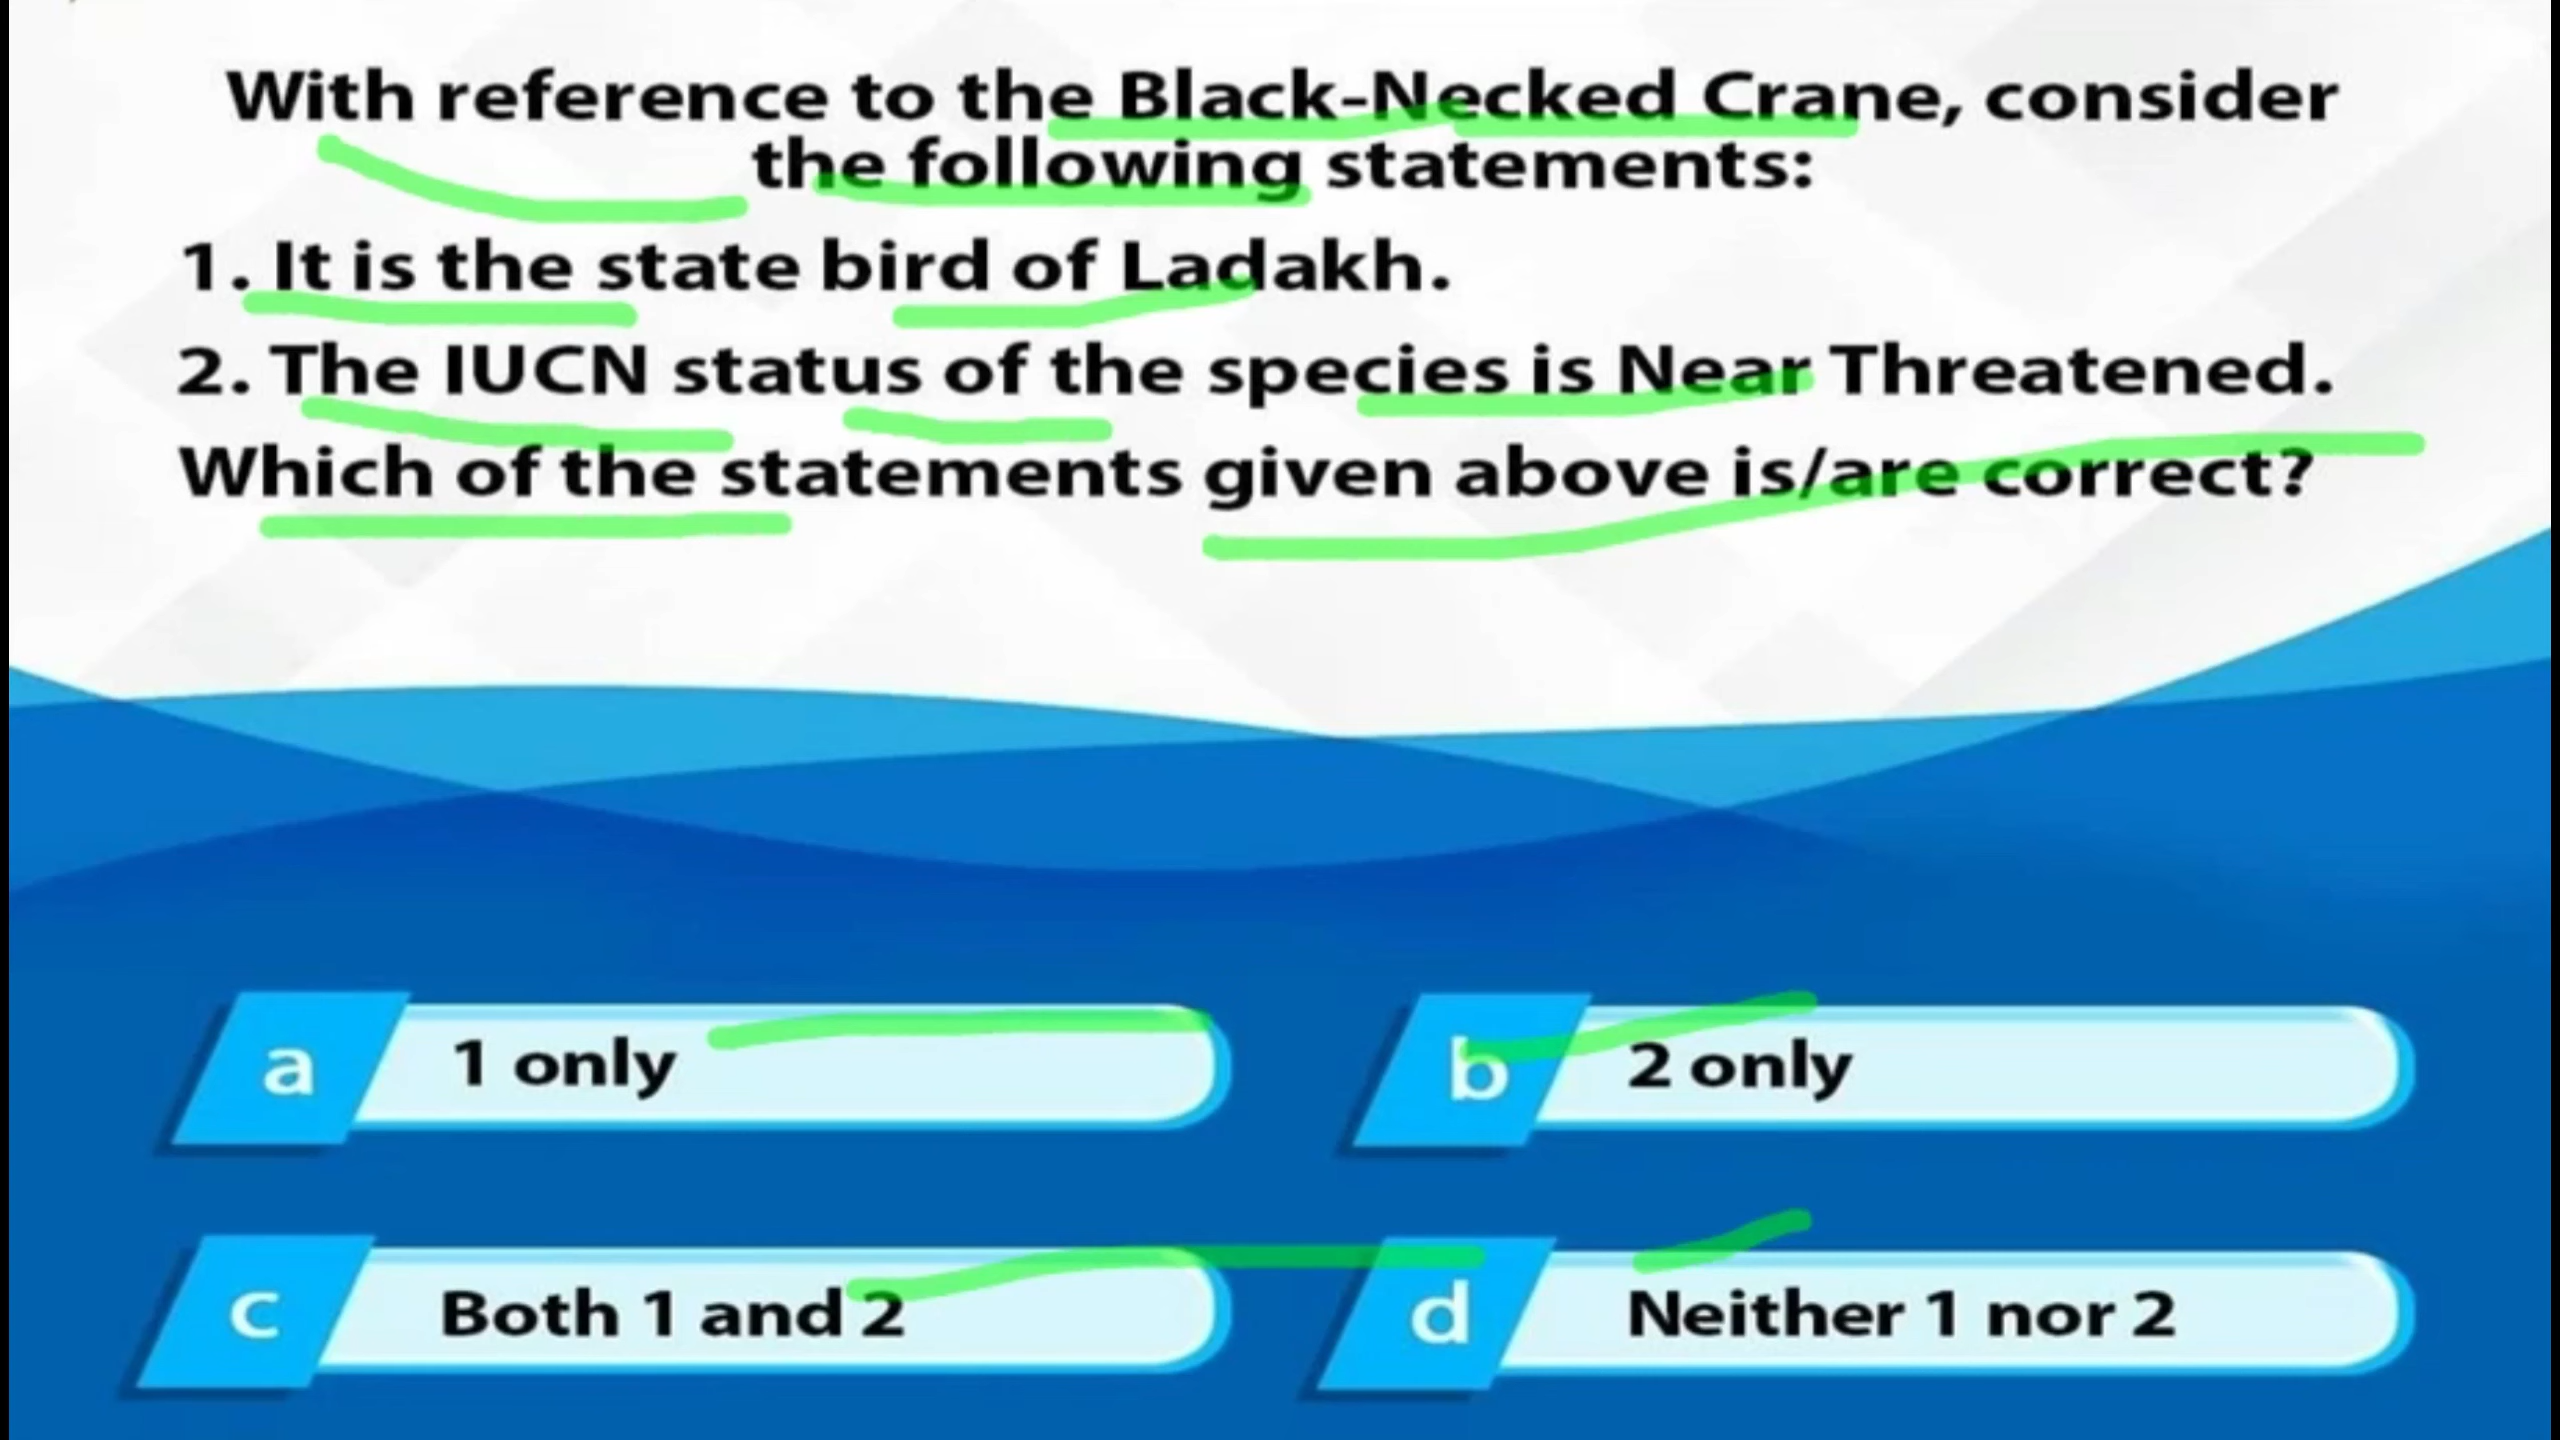 With reference to the Black-Necked Crane, consider
the following statements:
1. It is the state bird of Ladakh.
2. The IUCN status of the species is Near Threatened.
Which of the statements given above is/are correct?
a 1 only
b 2 only
c Both 1 and 2
d Neither 1 nor 2